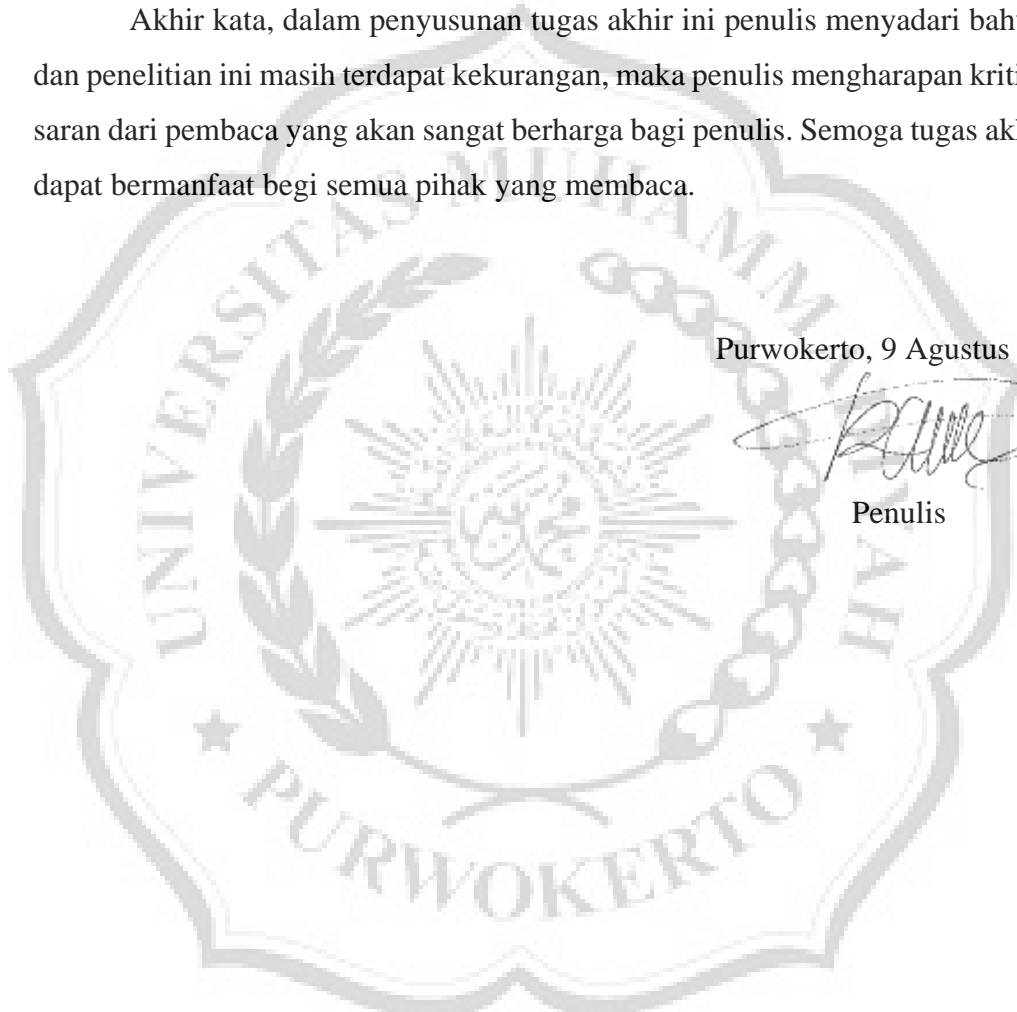 Akhir kata, dalam penyusunan tugas akhir ini penulis menyadari bah
dan penelitian ini masih terdapat kekurangan, maka penulis mengharapan kriti
saran dari pembaca yang akan sangat berharga bagi penulis. Semoga tugas ak
dapat bermanfaat begi semua pihak yang membaca.
UNIVERSITAS MUHAMMADIYAH
Purwokerto, 9 Agustus
Penulis
PURWOKERTO